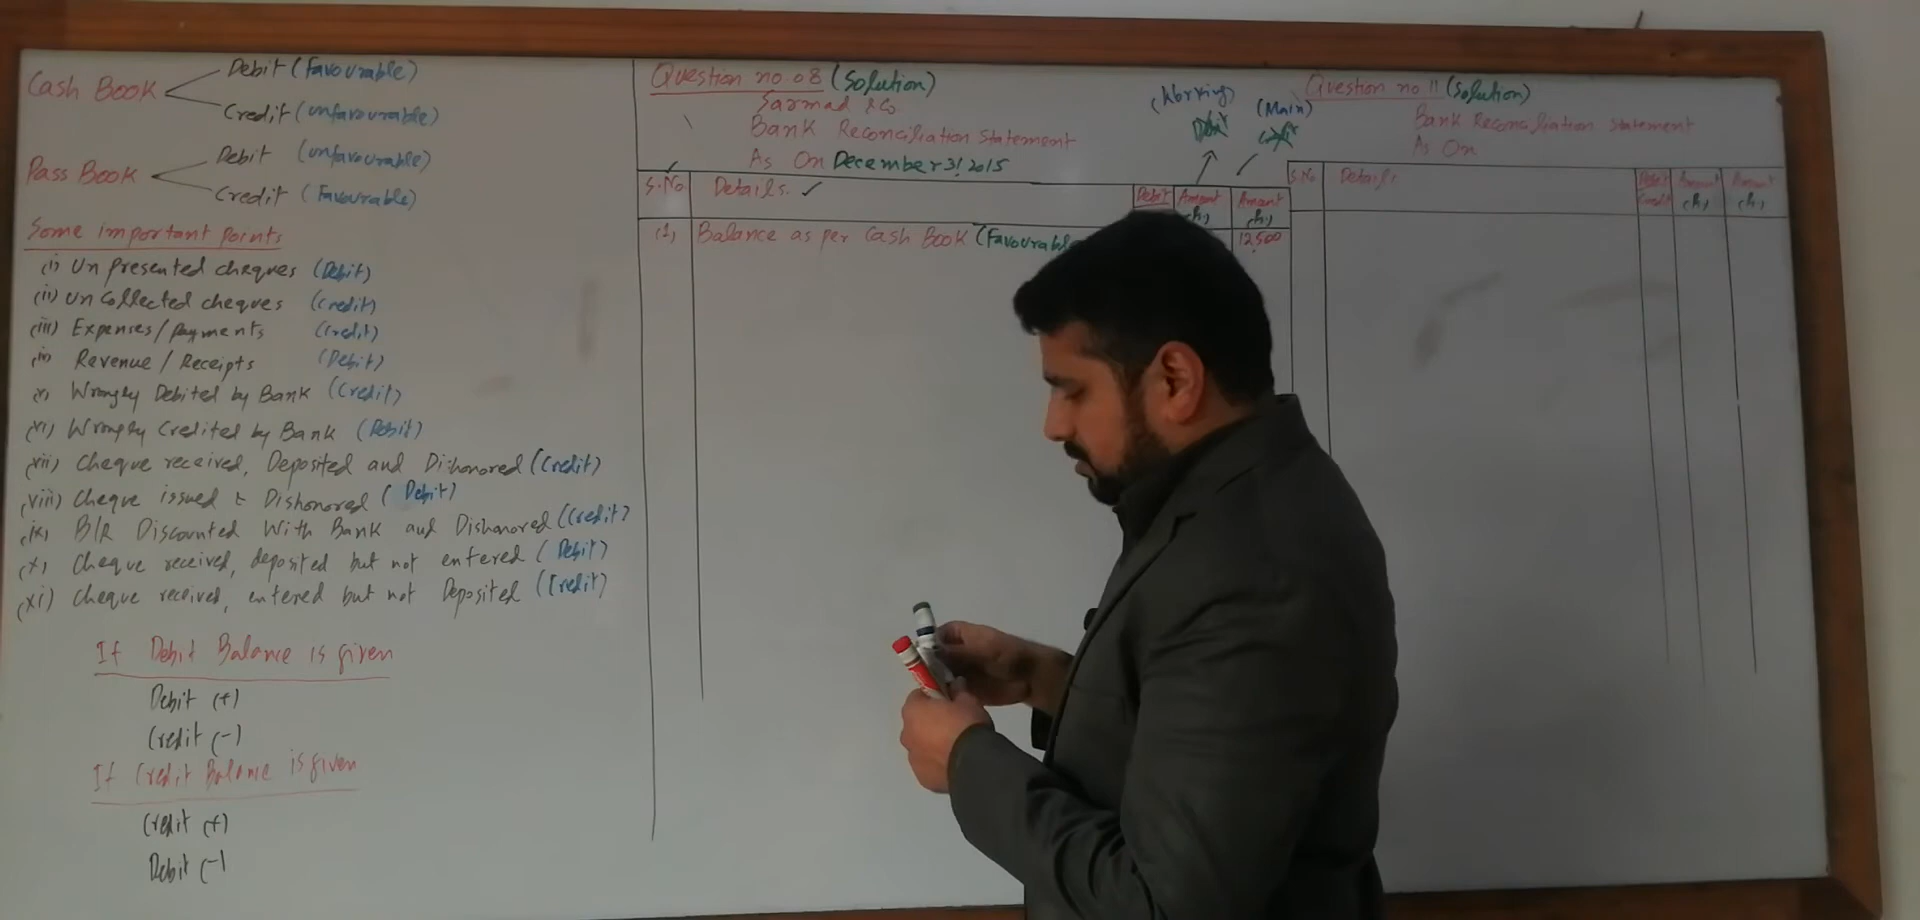 Cash Book
Debit (Favourable)
Credit (unfavourable)
Pass Book
Debit (unfavourable)
Credit (Favourable)
Some important points
(i) Un presented cheques (Debit)
(ii) Un Collected cheques (Credit)
(iii) Expenses/payments (Credit)
(iv) Revenue / Receipts (Debit)
(v) Wrongly Debited by Bank (Credit)
(vi) Wrongly Credited by Bank (Debit)
(vii) Cheque received, Deposited and Dishonored (Credit)
(viii) Cheque issued & Dishonored (Debit)
(ix) B/R Discounted With Bank and Dishonored (Credit)
(x) Cheque received, deposited but not entered (Debit)
(xi) Cheque received, entered but not Deposited (Credit)
If Debit Balance is given
Debit (+)
Credit (-)
If Credit Balance is given
Credit (+)
Debit (-)
Question no 08 (Solution)
Sarmad & Co
Bank Reconciliation Statement
As On December 31 2015
(Working) (Main)
S.No Details Debit Amount Amount
(Rs) (Rs)
(1) Balance as per Cash Book (Favourable 12,500
Question no 11 (Solution)
Bank Reconciliation Statement
As On
S.No Details Debit Amount Amount
Credit (Rs) (Rs)